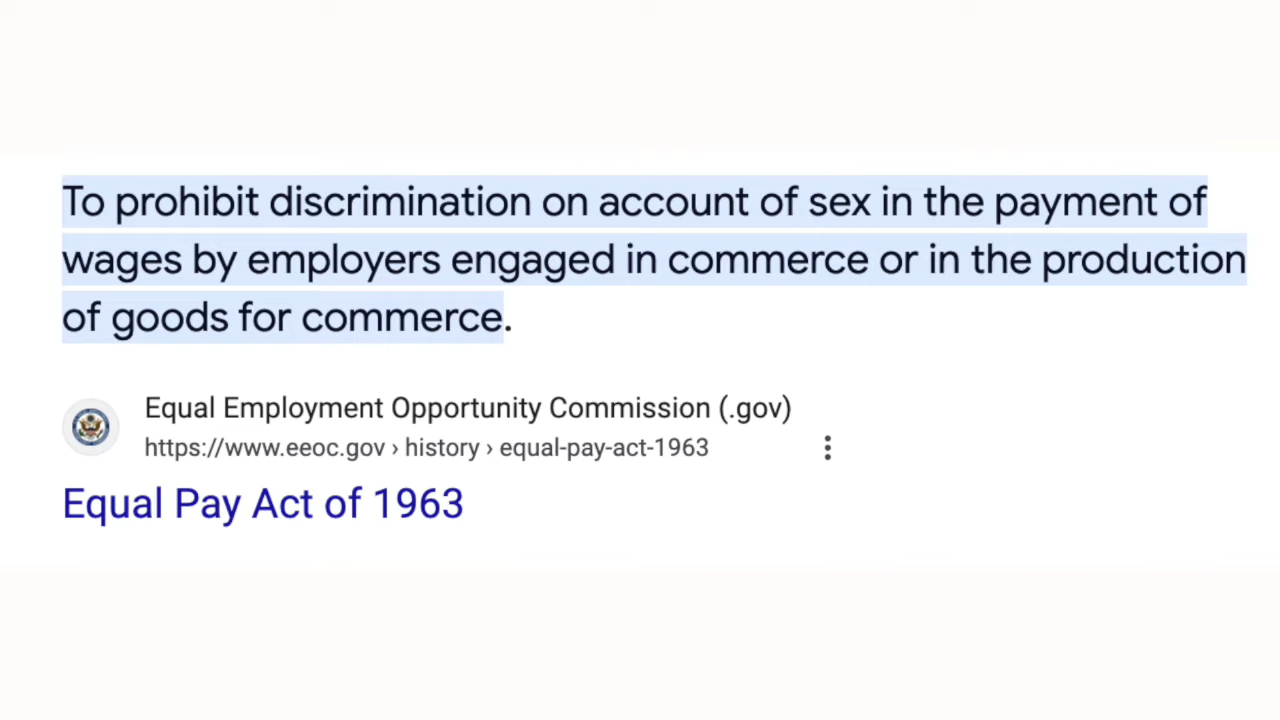 To prohibit discrimination on account of sex in the payment of
wages by employers engaged in commerce or in the production
of goods for commerce.
Equal Employment Opportunity Commission (.gov)
https://www.eeoc.gov › history › equal-pay-act-1963
Equal Pay Act of 1963